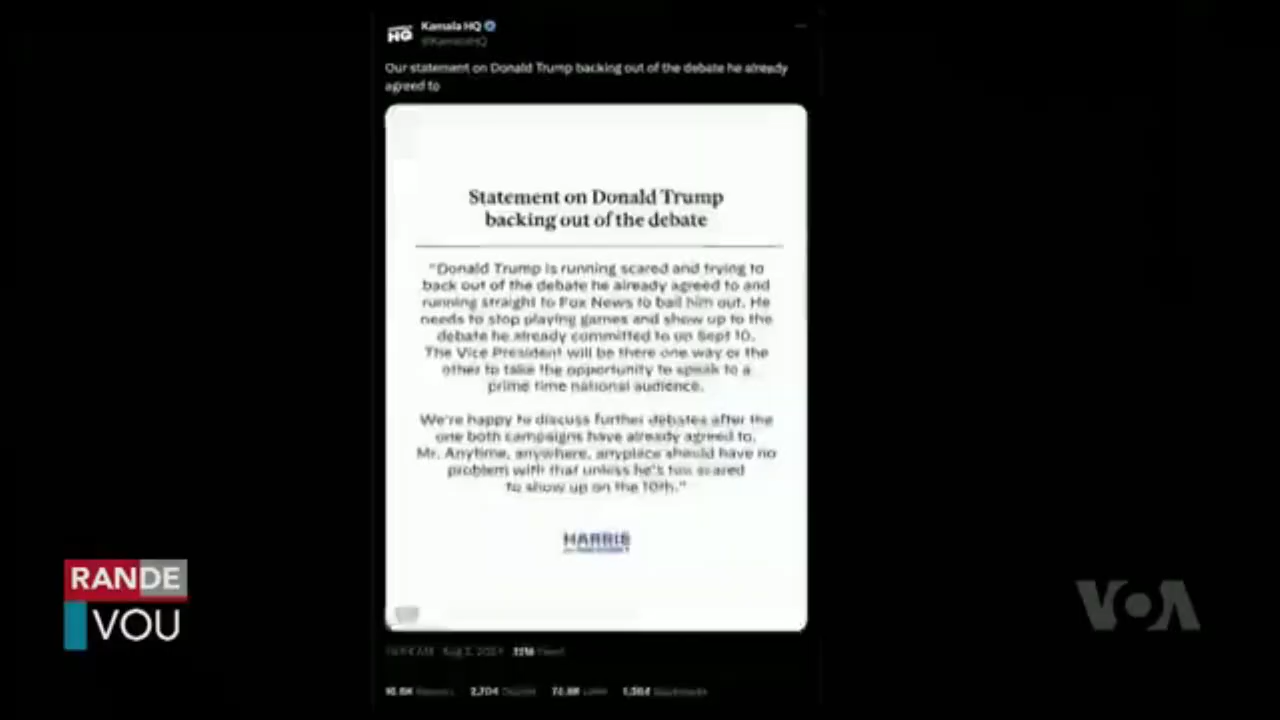 Kamala HQ
HQ
@KamalaHQ
Our statement on Donald Trump backing out of the debate he already
agreed to
Statement on Donald Trump
backing out of the debate
"Donald Trump is running scared and trying to
back out of the debate he already agreed to and
running straight to Fox News to bail him out. He
needs to stop playing games and show up to the
debate he already committed to on Sept 10.
The Vice President will be there one way or the
other to take the opportunity to speak to a
prime time national audience.
We're happy to discuss further debates after the
one both campaigns have already agreed to.
Mr. Anytime, anywhere, anyplace should have no
problem with that unless he's too scared
to show up on the 10th."
HARRIS
RANDE
VOU
VOA
2,704